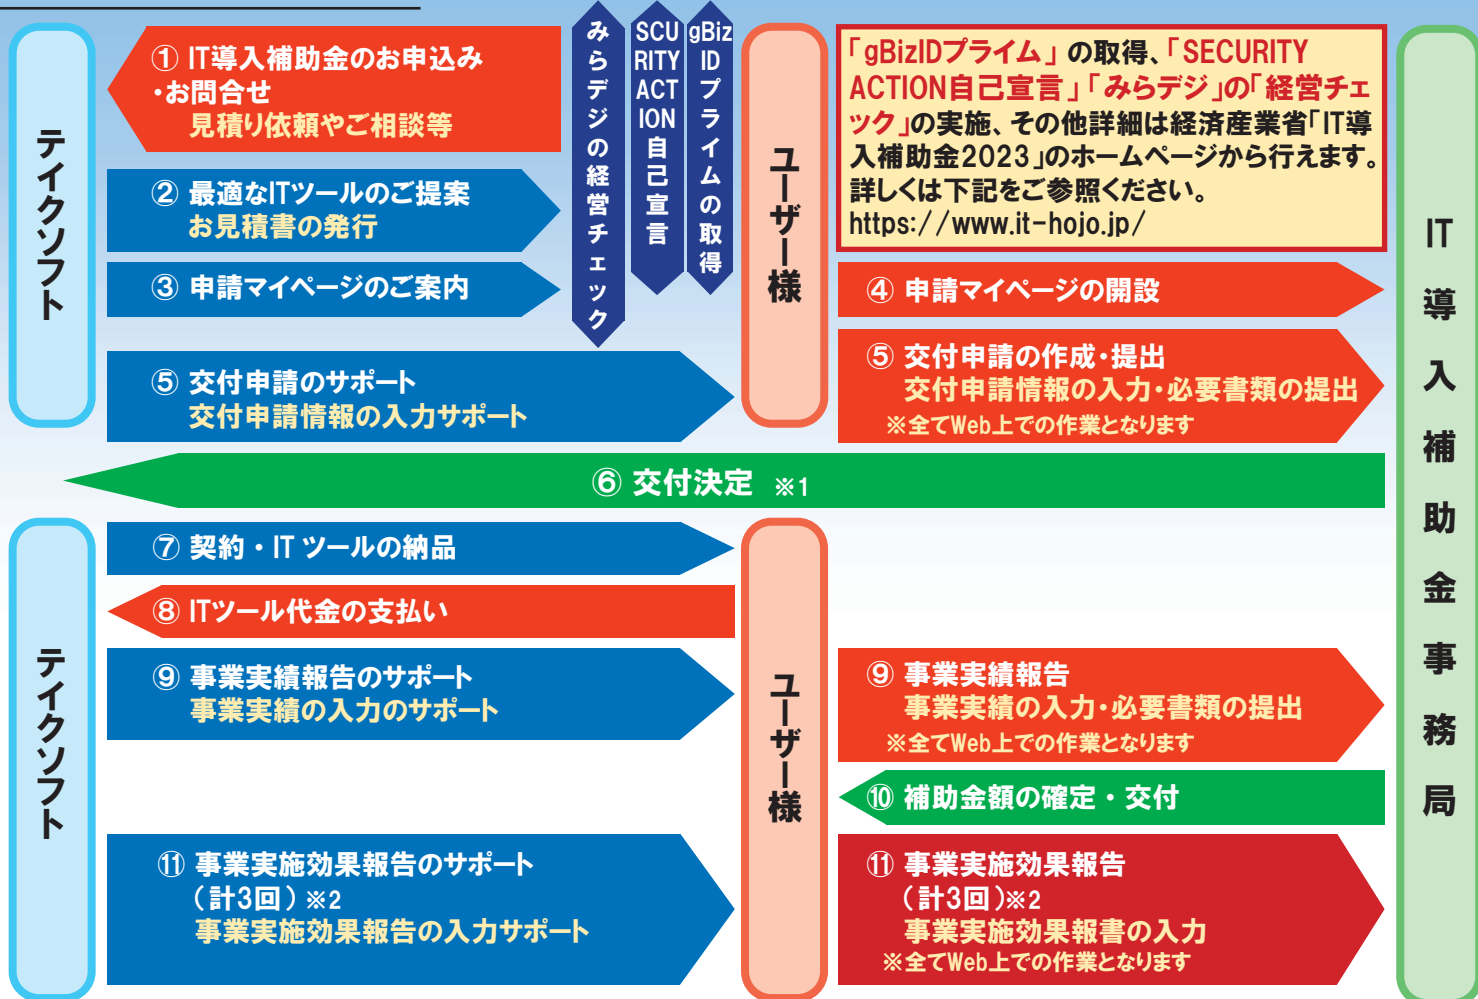 テイクソフト
① IT導入補助金のお申込み
・お問合せ
見積り依頼やご相談等
② 最適なITツールのご提案
お見積書の発行
③ 申請マイページのご案内
⑤ 交付申請のサポート
交付申請情報の入力サポート
みらデジの経営チェック
SCU
RITY
ACT
ION
自己宣言
gBiz
ID
プライムの取得
ユーザー様
「gBizIDプライム」の取得、「SECURITY
ACTION自己宣言」「みらデジ」の「経営チェ
ック」の実施、その他詳細は経済産業省「IT導
入補助金2023」のホームページから行えます。
詳しくは下記をご参照ください。
https://www.it-hojo.jp/
④ 申請マイページの開設
⑤ 交付申請の作成・提出
交付申請情報の入力・必要書類の提出
※全てWeb上での作業となります
IT導入補助金事務局
⑥ 交付決定 ※1
テイクソフト
⑦ 契約・IT ツールの納品
⑧ ITツール代金の支払い
⑨ 事業実績報告のサポート
事業実績の入力のサポート
⑪ 事業実施効果報告のサポート
（計3回）※2
事業実施効果報告の入力サポート
ユーザー様
⑨ 事業実績報告
事業実績の入力・必要書類の提出
※全てWeb上での作業となります
⑩ 補助金額の確定・交付
⑪ 事業実施効果報告
（計3回）※2
事業実施効果報書の入力
※全てWeb上での作業となります